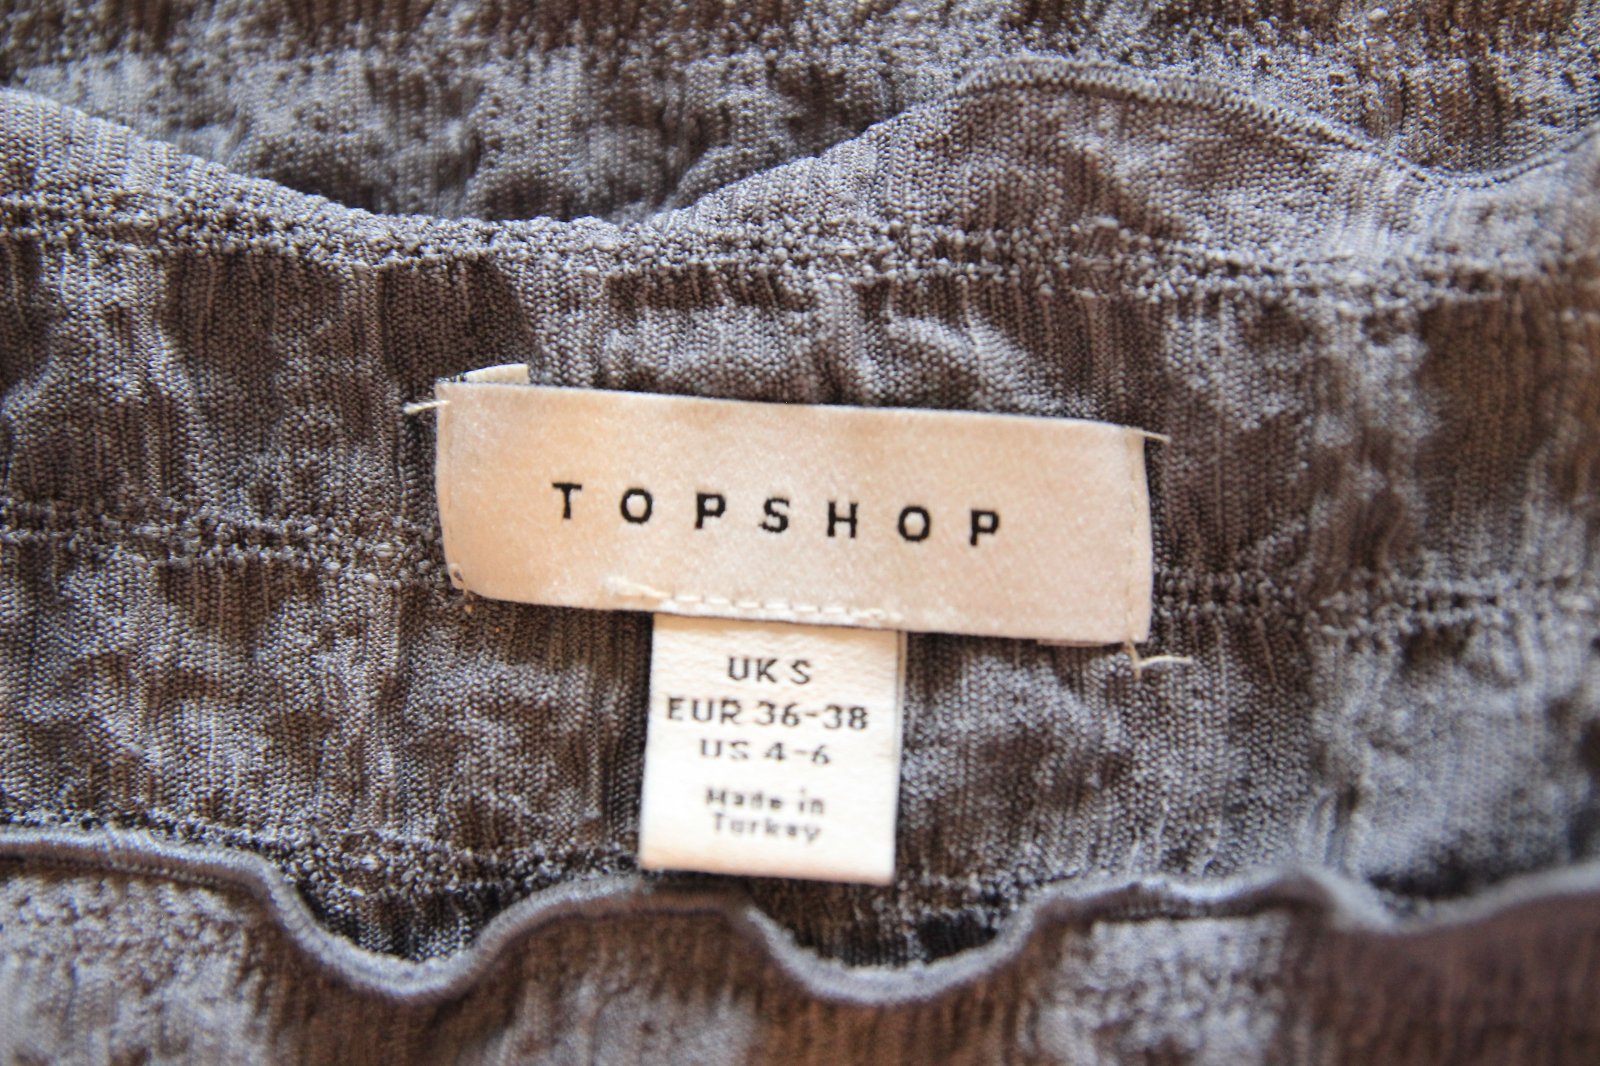 TOPSHOP
UK S
EUR 36-38
US 4-6
Made in
Turkey